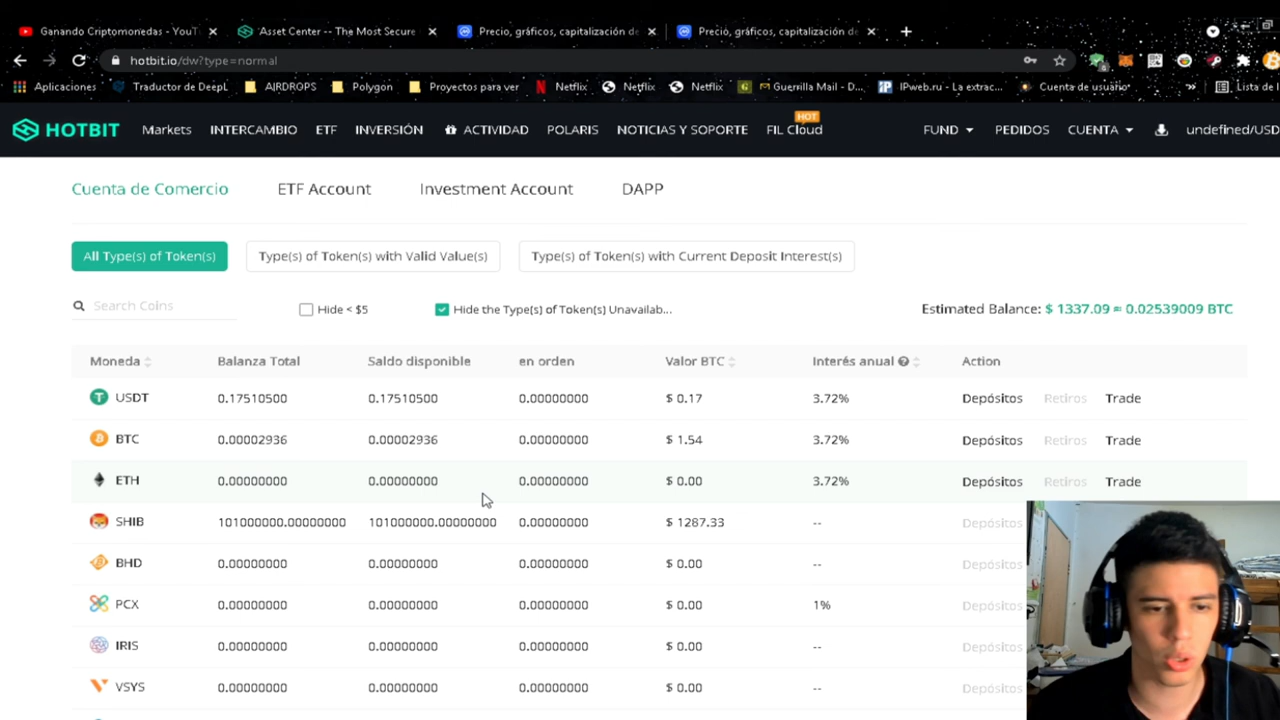 Ganando Criptomonedas - YouT
Asset Center -- The Most Secure
Precio, gráficos, capitalización de
Precio, gráficos, capitalización de
hotbit.io/dw?type=normal
Aplicaciones
Traductor de DeepL
AIRDROPS
Polygon
Proyectos para ver
Netflix
Netflix
Netflix
Guerrilla Mail - D...
IPweb.ru - La extrac...
Cuenta de usuario
Lista de l
HOTBIT
Markets
INTERCAMBIO
ETF
INVERSIÓN
ACTIVIDAD
POLARIS
NOTICIAS Y SOPORTE
HOT
FIL Cloud
FUND
PEDIDOS
CUENTA
undefined/USD
Cuenta de Comercio
ETF Account
Investment Account
DAPP
All Type(s) of Token(s)
Type(s) of Token(s) with Valid Value(s)
Type(s) of Token(s) with Current Deposit Interest(s)
Search Coins
Hide < $5
Hide the Type(s) of Token(s) Unavailab...
Estimated Balance: $ 1337.09 ≈ 0.02539009 BTC
Moneda Balanza Total Saldo disponible en orden Valor BTC Interés anual Action
USDT 0.17510500 0.17510500 0.00000000 $ 0.17 3.72% Depósitos Retiros Trade
BTC 0.00002936 0.00002936 0.00000000 $ 1.54 3.72% Depósitos Retiros Trade
ETH 0.00000000 0.00000000 0.00000000 $ 0.00 3.72% Depósitos Retiros Trade
SHIB 101000000.00000000 101000000.00000000 0.00000000 $ 1287.33 -- Depósitos
BHD 0.00000000 0.00000000 0.00000000 $ 0.00 -- Depósitos
PCX 0.00000000 0.00000000 0.00000000 $ 0.00 1% Depósitos
IRIS 0.00000000 0.00000000 0.00000000 $ 0.00 -- Depósitos
VSYS 0.00000000 0.00000000 0.00000000 $ 0.00 -- Depósitos